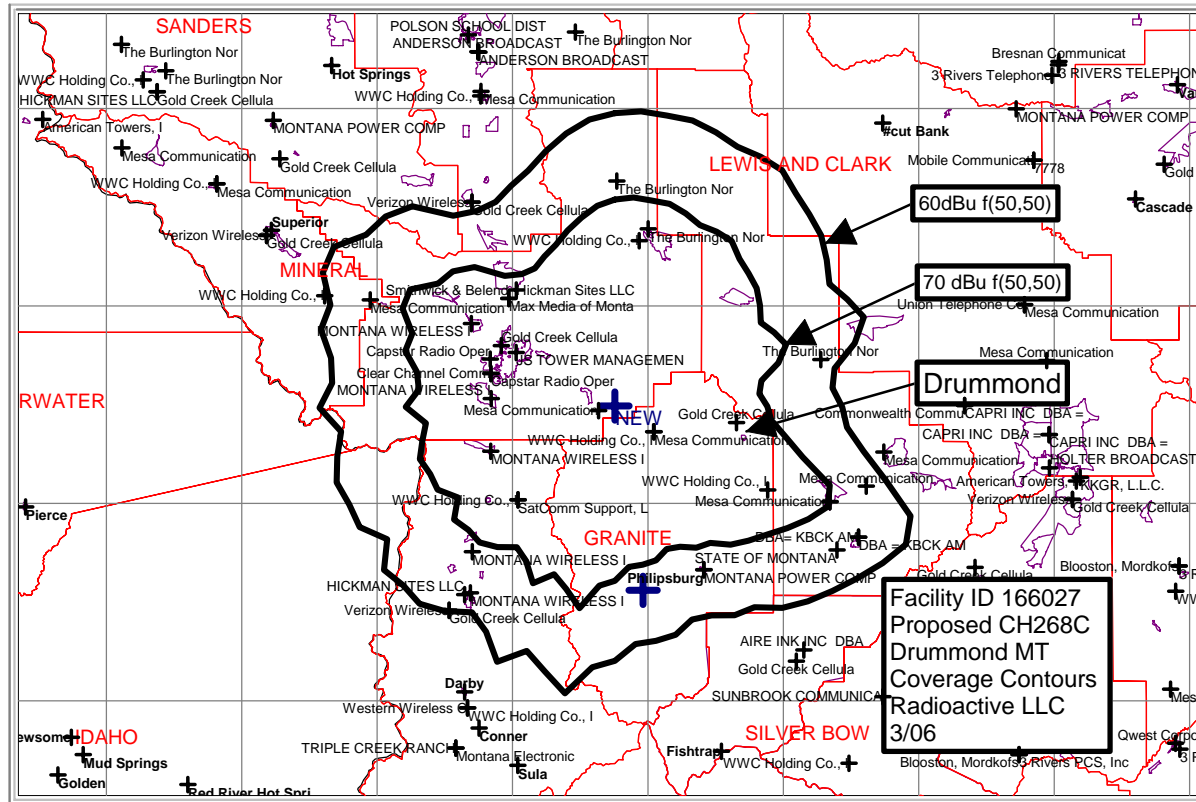 SANDERS
POLSON SCHOOL DIST
ANDERSON BROADCAST
The Burlington Nor
The Burlington Nor
ANDERSON BROADCAST
Bresnan Communicat
WWC Holding Co.,
The Burlington Nor
Hot Springs
3 Rivers Telephone
3 RIVERS TELEPHON
HICKMAN SITES LLC
Gold Creek Cellula
WWC Holding Co.,
Mesa Communication
American Towers, I
MONTANA POWER COMP
#cut Bank
MONTANA POWER COMP
Mesa Communication
Gold Creek Cellula
LEWIS AND CLARK
Mobile Communicat
7778
Gold
WWC Holding Co.,
Mesa Communication
The Burlington Nor
Verizon Wireles
Gold Creek Cellula
60dBu f(50,50)
Cascade
Superior
Verizon Wireles
Gold Creek Cellula
WWC Holding Co.,
The Burlington Nor
MINERAL
70 dBu f(50,50)
WWC Holding Co.,
Hickman Sites LLC
Mesa Communication
Max Media of Monta
Union Telephone C
Mesa Communication
MONTANA WIRELESS I
Gold Creek Cellula
Capstar Radio Oper
US TOWER MANAGEMEN
The Burlington Nor
Mesa Communication
Clear Channel Comm
Capstar Radio Oper
Drummond
MONTANA WIRELESS I
RWATER
Mesa Communication
NEW
Gold Creek Cellula
Commonwealth Commu
CAPRI INC DBA =
WWC Holding Co., I
Mesa Communication
CAPRI INC DBA =
CAPRI INC DBA =
MONTANA WIRELESS I
Mesa Communication
HOLTER BROADCAST
WWC Holding Co., I
Mesa Communication
American Towers,
KKGR, L.L.C.
Pierce
WWC Holding Co.,
SatComm Support, L
Mesa Communication
Verizon Wireles
Gold Creek Cellula
GRANITE
DBA= KBCK AM
DBA = KBCK AM
MONTANA WIRELESS I
STATE OF MONTANA
HICKMAN SITES LLC
Philipsburg
MONTANA POWER COMP
Gold Creek Cellula
Blooston, Mordkof
MONTANA WIRELESS I
Verizon Wireles
Gold Creek Cellula
Facility ID 166027
Proposed CH268C
Drummond MT
Coverage Contours
Radioactive LLC
3/06
AIRE INK INC DBA
Gold Creek Cellula
Darby
SUNBROOK COMMUNICA
Mes
Western Wireless C
WWC Holding Co., I
Conner
SILVER BOW
ewsome
IDAHO
TRIPLE CREEK RANCH
Montana Electronic
Fishtrap
Qwest Corpo
Mud Springs
Sula
WWC Holding Co.,
Blooston, Mordkofs
3 Rivers PCS, Inc
Golden
Red River Hot Spri